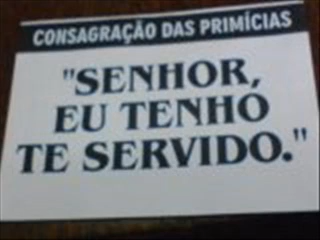 CONSAGRAÇÃO DAS PRIMÍCIAS
"SENHOR,
EU TENHO
TE SERVIDO."